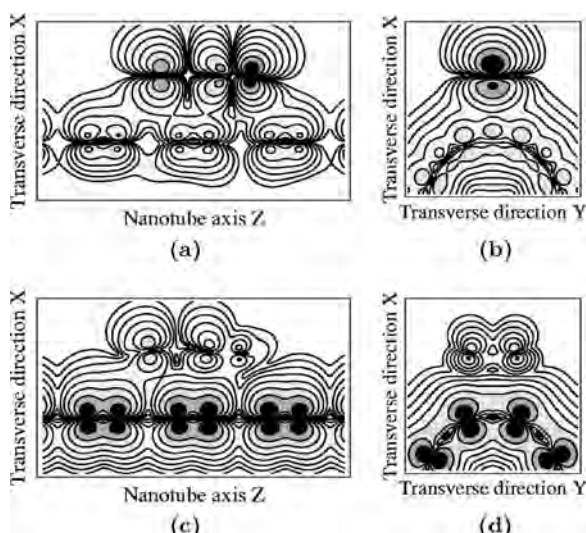 Transverse direction X
Nanotube axis Z
(a)
Transverse direction X
Transverse direction Y
(b)
Transverse direction X
Nanotube axis Z
(c)
Transverse direction X
Transverse direction Y
(d)